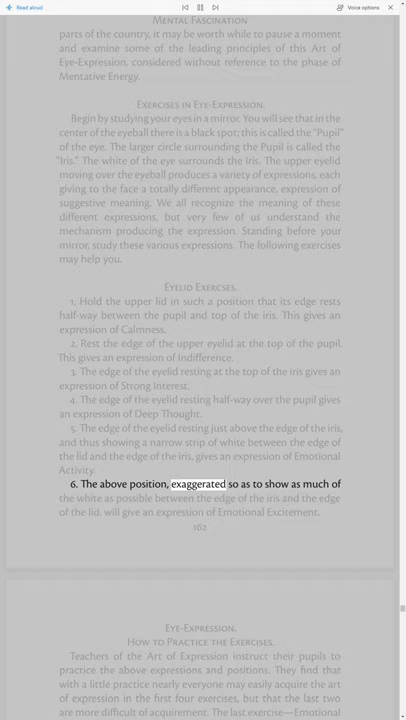 Read aloud
Voice options
Mental Fascination
parts of the country, it may be worth while to pause a moment
and examine some of the leading principles of this Art of
Eye-Expression, considered without reference to the phase of
Mentative Energy.
Exercises in Eye-Expression.
Begin by studying your eyes in a mirror. You will see that in the
center of the eyeball there is a black spot; this is called the "Pupil"
of the eye. The larger circle surrounding the Pupil is called the
"Iris." The white of the eye surrounds the Iris. The upper eyelid
moving over the eyeball produces a variety of expressions, each
giving to the face a totally different appearance, expression of
suggestive meaning. We all recognize the meaning of these
different expressions, but very few of us understand the
mechanism producing the expression. Standing before your
mirror, study these various expressions. The following exercises
may help you.
Eyelid Exercses.
1. Hold the upper lid in such a position that its edge rests
half-way between the pupil and top of the iris. This gives an
expression of Calmness.
2. Rest the edge of the upper eyelid at the top of the pupil.
This gives an expression of Indifference.
3. The edge of the eyelid resting at the top of the iris gives an
expression of Strong Interest.
4. The edge of the eyelid resting half-way over the pupil gives
an expression of Deep Thought.
5. The edge of the eyelid resting just above the edge of the iris,
and thus showing a narrow strip of white between the edge of
the lid and the edge of the iris, gives an expression of Emotional
Activity.
6. The above position, exaggerated so as to show as much of
the white as possible between the edge of the iris and the edge
of the lid, will give an expression of Emotional Excitement.
162
Eye-Expression.
How to Practice the Exercises.
Teachers of the Art of Expression instruct their pupils to
practice the above expressions and positions. They find that
with a little practice nearly everyone may easily acquire the art
of expression in the first four exercises, but that the last two
are more difficult of acquirement. The last exercise—Emotional